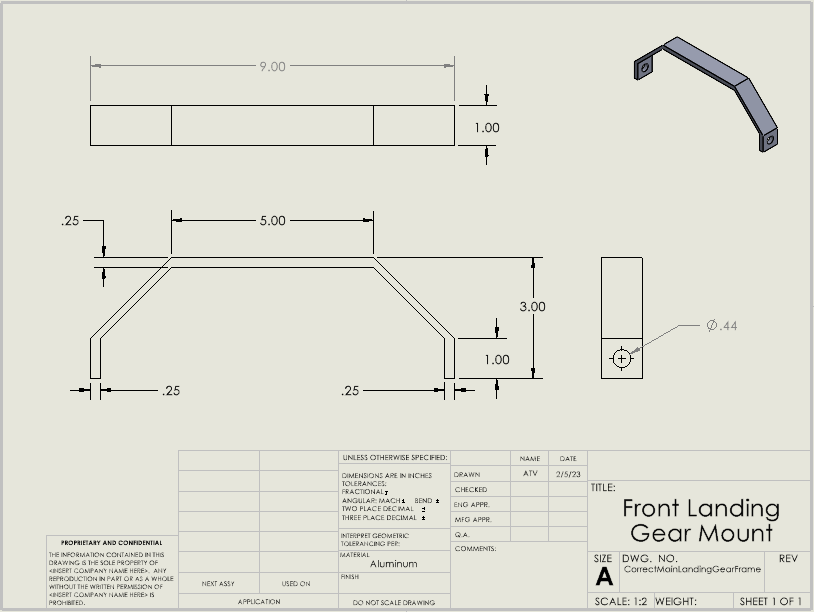 9.00
1.00
.25
5.00
3.00
Ø.44
1.00
.25
.25
UNLESS OTHERWISE SPECIFIED:
DIMENSIONS ARE IN INCHES
TOLERANCES:
FRACTIONAL ±
ANGULAR: MACH ± BEND ±
TWO PLACE DECIMAL ±
THREE PLACE DECIMAL ±
INTERPRET GEOMETRIC
TOLERANCING PER:
MATERIAL
Aluminum
FINISH
DO NOT SCALE DRAWING
NAME DATE
DRAWN ATV 2/5/23
CHECKED
ENG APPR.
MFG APPR.
Q.A.
COMMENTS:
TITLE:
Front Landing
Gear Mount
SIZE DWG. NO. REV
A CorrectMainLandingGearFrame
SCALE: 1:2 WEIGHT: SHEET 1 OF 1
PROPRIETARY AND CONFIDENTIAL
THE INFORMATION CONTAINED IN THIS
DRAWING IS THE SOLE PROPERTY OF
<INSERT COMPANY NAME HERE>. ANY
REPRODUCTION IN PART OR AS A WHOLE
WITHOUT THE WRITTEN PERMISSION OF
<INSERT COMPANY NAME HERE> IS
PROHIBITED.
NEXT ASSY USED ON
APPLICATION